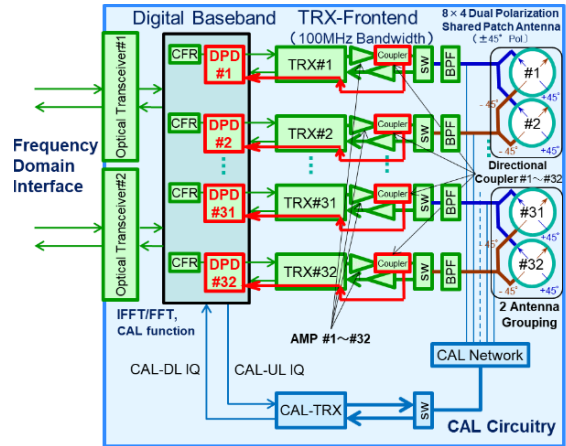 Digital Baseband
TRX-Frontend
(100MHz Bandwidth)
8×4 Dual Polarization
Shared Patch Antenna
(±45° Pol.)
Optical Transceiver#1
CFR
DPD
#1
TRX#1
Coupler
SW
BPF
#1
-45°
+45°
CFR
DPD
#2
TRX#2
Coupler
SW
BPF
#2
-45°
+45°
Frequency
Domain
Interface
Directional
Coupler #1～#32
Optical Transceiver#2
CFR
DPD
#31
TRX#31
Coupler
SW
BPF
#31
-45°
+45°
CFR
DPD
#32
TRX#32
Coupler
SW
BPF
#32
-45°
+45°
IFFT/FFT,
CAL function
AMP #1～#32
2 Antenna
Grouping
CAL Network
CAL-DL IQ
CAL-UL IQ
CAL-TRX
SW
CAL Circuitry